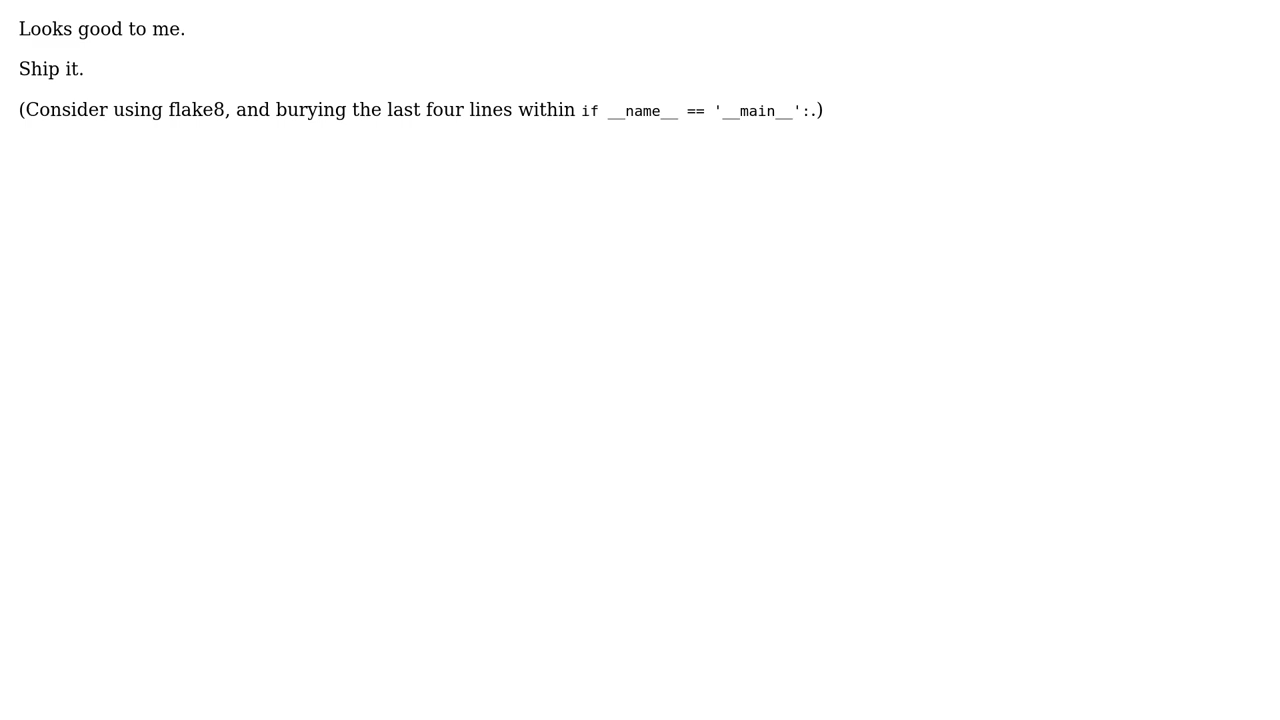 Looks good to me.
Ship it.
(Consider using flake8, and burying the last four lines within if __name__ == '__main__':.)